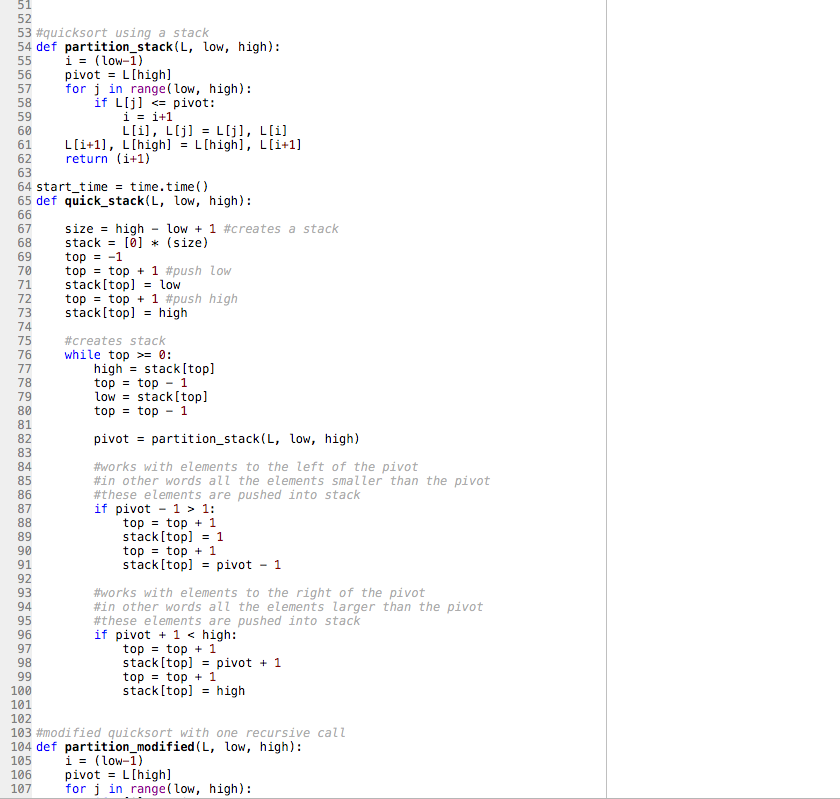 51
52
53 #quicksort using a stack
54 def partition_stack(L, low, high):
55     i = (low-1)
56     pivot = L[high]
57     for j in range(low, high):
58         if L[j] <= pivot:
59             i = i+1
60             L[i], L[j] = L[j], L[i]
61     L[i+1], L[high] = L[high], L[i+1]
62     return (i+1)
63
64 start_time = time.time()
65 def quick_stack(L, low, high):
66
67     size = high - low + 1 #creates a stack
68     stack = [0] * (size)
69     top = -1
70     top = top + 1 #push low
71     stack[top] = low
72     top = top + 1 #push high
73     stack[top] = high
74
75     #creates stack
76     while top >= 0:
77         high = stack[top]
78         top = top - 1
79         low = stack[top]
80         top = top - 1
81
82         pivot = partition_stack(L, low, high)
83
84         #works with elements to the left of the pivot
85         #in other words all the elements smaller than the pivot
86         #these elements are pushed into stack
87         if pivot - 1 > 1:
88             top = top + 1
89             stack[top] = 1
90             top = top + 1
91             stack[top] = pivot - 1
92
93         #works with elements to the right of the pivot
94         #in other words all the elements larger than the pivot
95         #these elements are pushed into stack
96         if pivot + 1 < high:
97             top = top + 1
98             stack[top] = pivot + 1
99             top = top + 1
100             stack[top] = high
101
102
103 #modified quicksort with one recursive call
104 def partition_modified(L, low, high):
105     i = (low-1)
106     pivot = L[high]
107     for j in range(low, high):